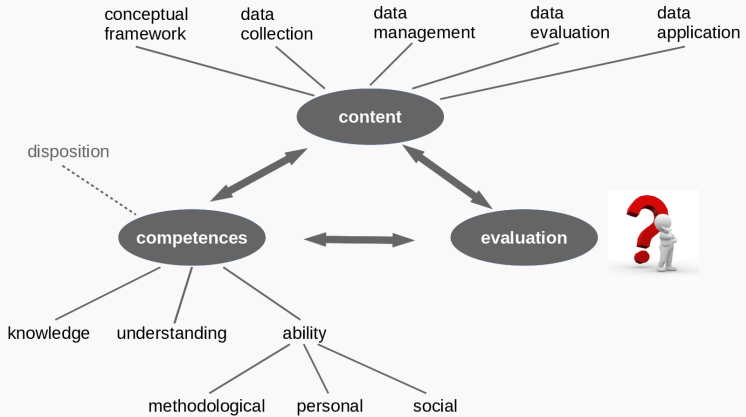 conceptual
framework
data
collection
data
management
data
evaluation
data
application
content
disposition
competences
evaluation
knowledge
understanding
ability
methodological
personal
social